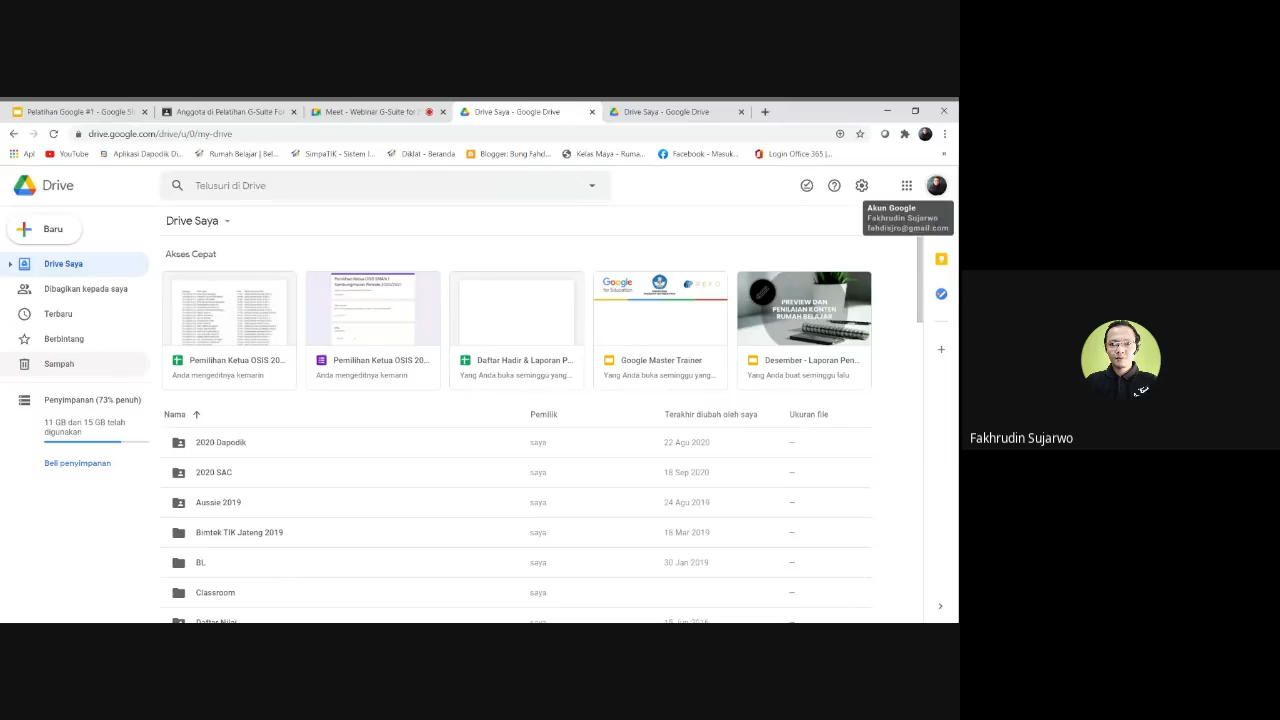 Pelatihan Google #1 - Google Sl
Anggota di Pelatihan G-Suite For
Meet - Webinar G-Suite for
Drive Saya - Google Drive
Drive Saya - Google Drive
drive.google.com/drive/u/0/my-drive
Apl
YouTube
Aplikasi Dapodik Di...
Rumah Belajar | Bel...
SimpaTIK - Sistem I...
Diklat - Beranda
Blogger: Bung Fahd...
Kelas Maya - Ruma...
Facebook - Masuk...
Login Office 365 |...
Drive
Telusuri di Drive
Akun Google
Fakhrudin Sujarwo
fahdisjro@gmail.com
Baru
Drive Saya
Dibagikan kepada saya
Terbaru
Berbintang
Sampah
Penyimpanan (73% penuh)
11 GB dari 15 GB telah
digunakan
Beli penyimpanan
Drive Saya
Akses Cepat
Google
for Education
PREVIEW DAN
PENILAIAN KONTEN
RUMAH BELAJAR
Pemilihan Ketua OSIS 20...
Anda mengeditnya kemarin
Pemilihan Ketua OSIS 20...
Anda mengeditnya kemarin
Daftar Hadir & Laporan P...
Yang Anda buka seminggu yang...
Google Master Trainer
Yang Anda buka seminggu yang...
Desember - Laporan Pen...
Yang Anda buat seminggu lalu
Nama Pemilik Terakhir diubah oleh saya Ukuran file
2020 Dapodik saya 22 Agu 2020 —
2020 SAC saya 18 Sep 2020 —
Aussie 2019 saya 24 Agu 2019 —
Bimtek TIK Jateng 2019 saya 18 Mar 2019 —
BL saya 30 Jan 2019 —
Classroom saya —
Fakhrudin Sujarwo